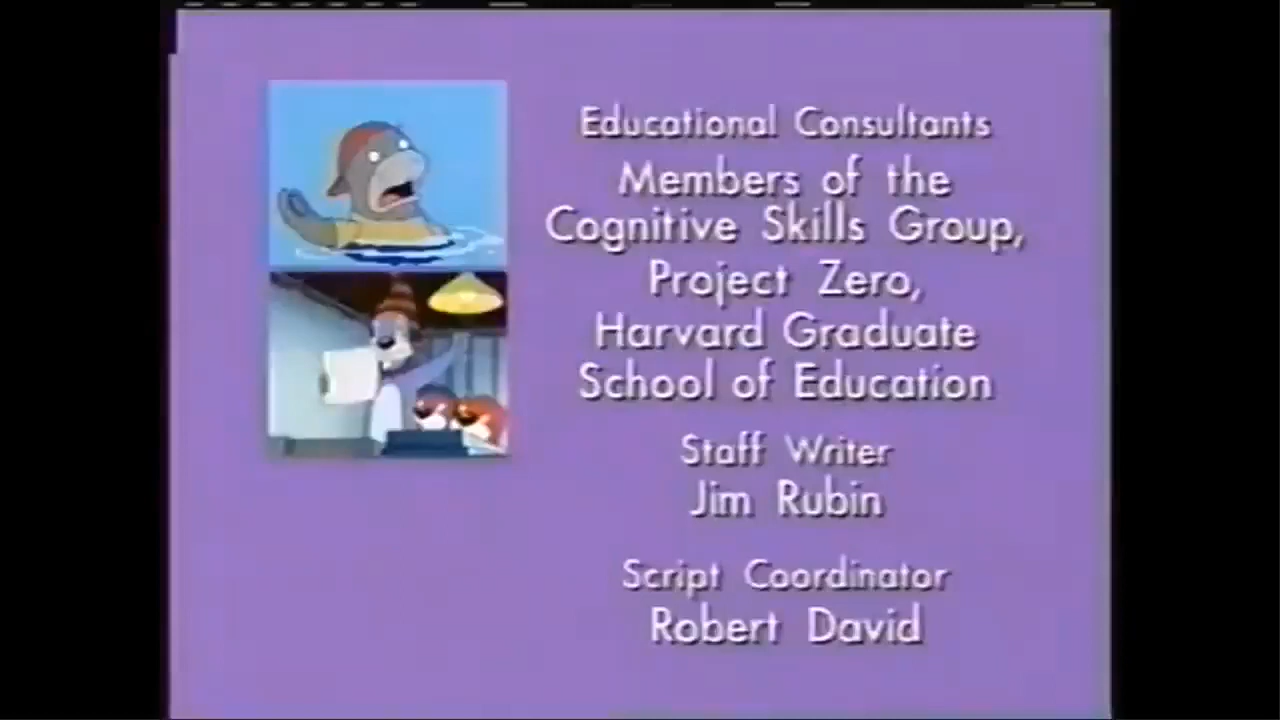 Educational Consultants
Members of the
Cognitive Skills Group,
Project Zero,
Harvard Graduate
School of Education
Staff Writer
Jim Rubin
Script Coordinator
Robert David